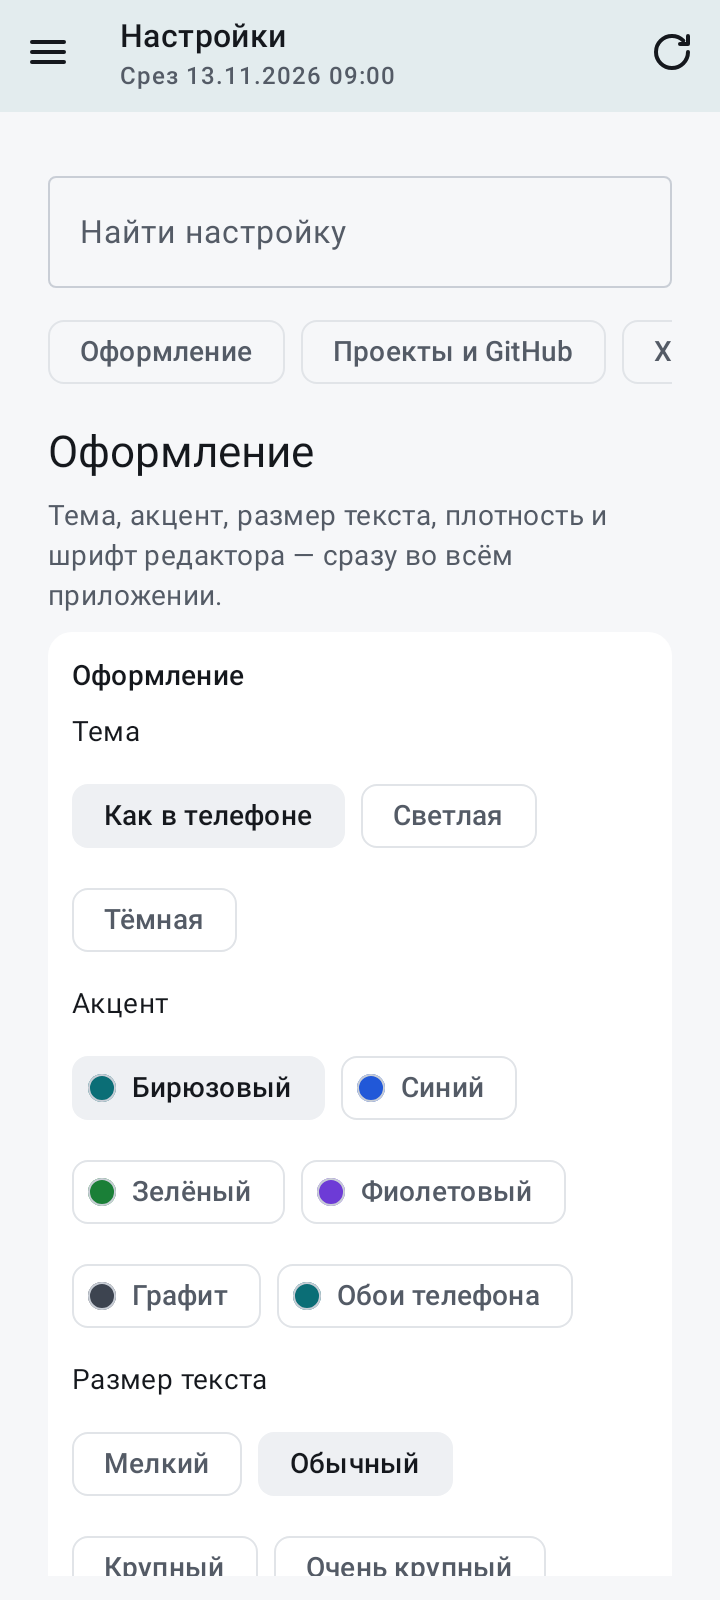 Настройки
Срез 13.11.2026 09:00
Найти настройку
Оформление
Проекты и GitHub
Х
Оформление
Тема, акцент, размер текста, плотность и
шрифт редактора — сразу во всём
приложении.
Оформление
Тема
Как в телефоне
Светлая
Тёмная
Акцент
Бирюзовый
Синий
Зелёный
Фиолетовый
Графит
Обои телефона
Размер текста
Мелкий
Обычный
Крупный
Очень крупный